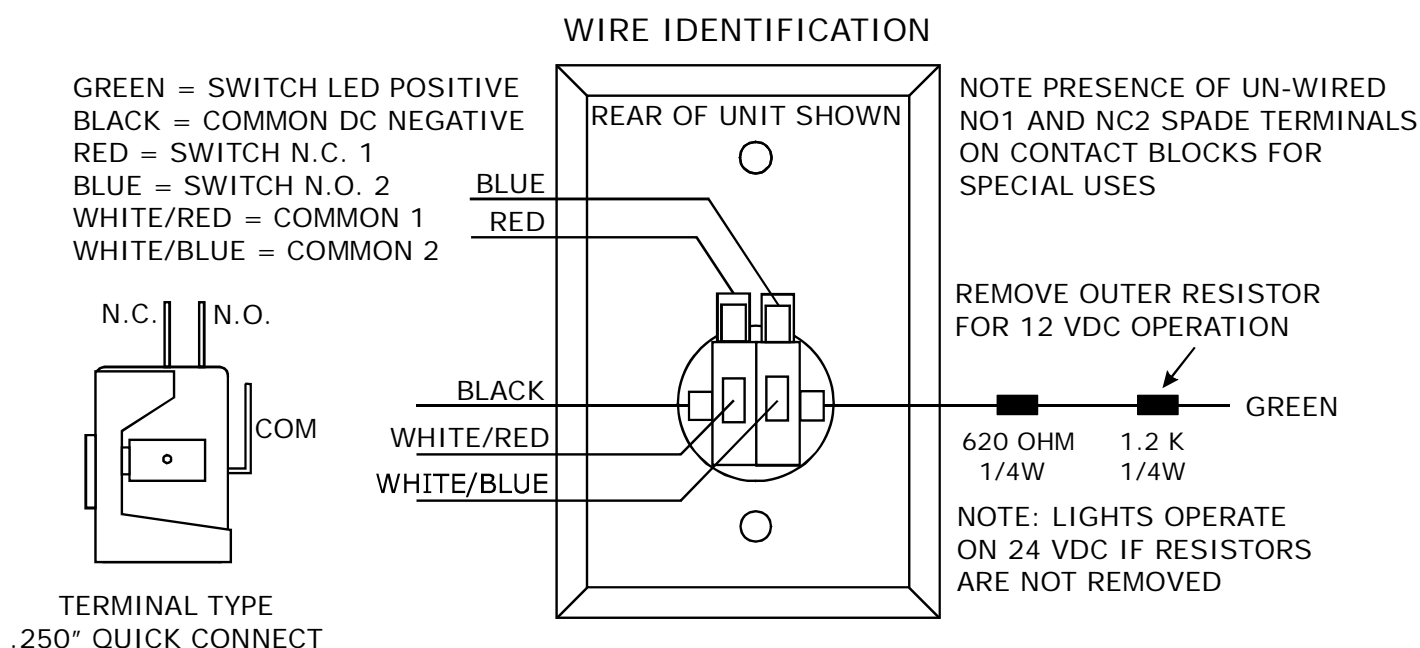 WIRE IDENTIFICATION
GREEN = SWITCH LED POSITIVE
BLACK = COMMON DC NEGATIVE
RED = SWITCH N.C. 1
BLUE = SWITCH N.O. 2
WHITE/RED = COMMON 1
WHITE/BLUE = COMMON 2
REAR OF UNIT SHOWN
NOTE PRESENCE OF UN-WIRED
NO1 AND NC2 SPADE TERMINALS
ON CONTACT BLOCKS FOR
SPECIAL USES
BLUE
RED
N.C.
N.O.
COM
TERMINAL TYPE
.250" QUICK CONNECT
BLACK
WHITE/RED
WHITE/BLUE
REMOVE OUTER RESISTOR
FOR 12 VDC OPERATION
GREEN
620 OHM
1/4W
1.2 K
1/4W
NOTE: LIGHTS OPERATE
ON 24 VDC IF RESISTORS
ARE NOT REMOVED